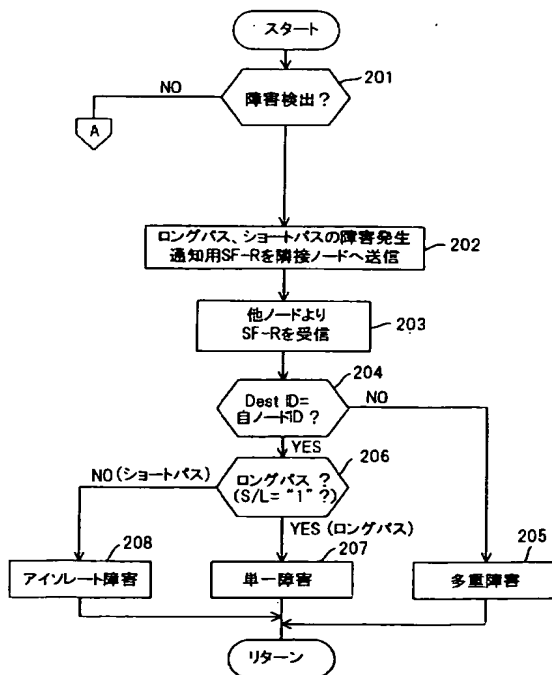 スタート
201
障害検出?
NO
A
ロングパス、ショートパスの障害発生
通知用SF-Rを隣接ノードへ送信
202
他ノードより
SF-Rを受信
203
204
Dest ID=
自ノードID ?
NO
YES
206
NO(ショートパス)
ロングパス ?
(S/L= "1" ?)
YES (ロングパス)
208
207
205
アイソレート障害
単一障害
多重障害
リターン